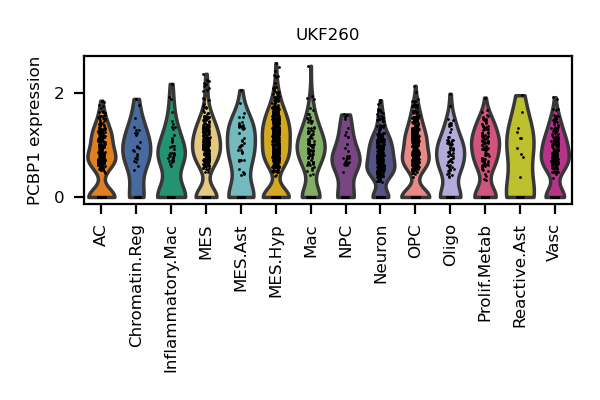 UKF260
PCBP1 expression
2
0
AC
Chromatin.Reg
Inflammatory.Mac
MES
MES.Ast
MES.Hyp
Mac
NPC
Neuron
OPC
Oligo
Prolif.Metab
Reactive.Ast
Vasc